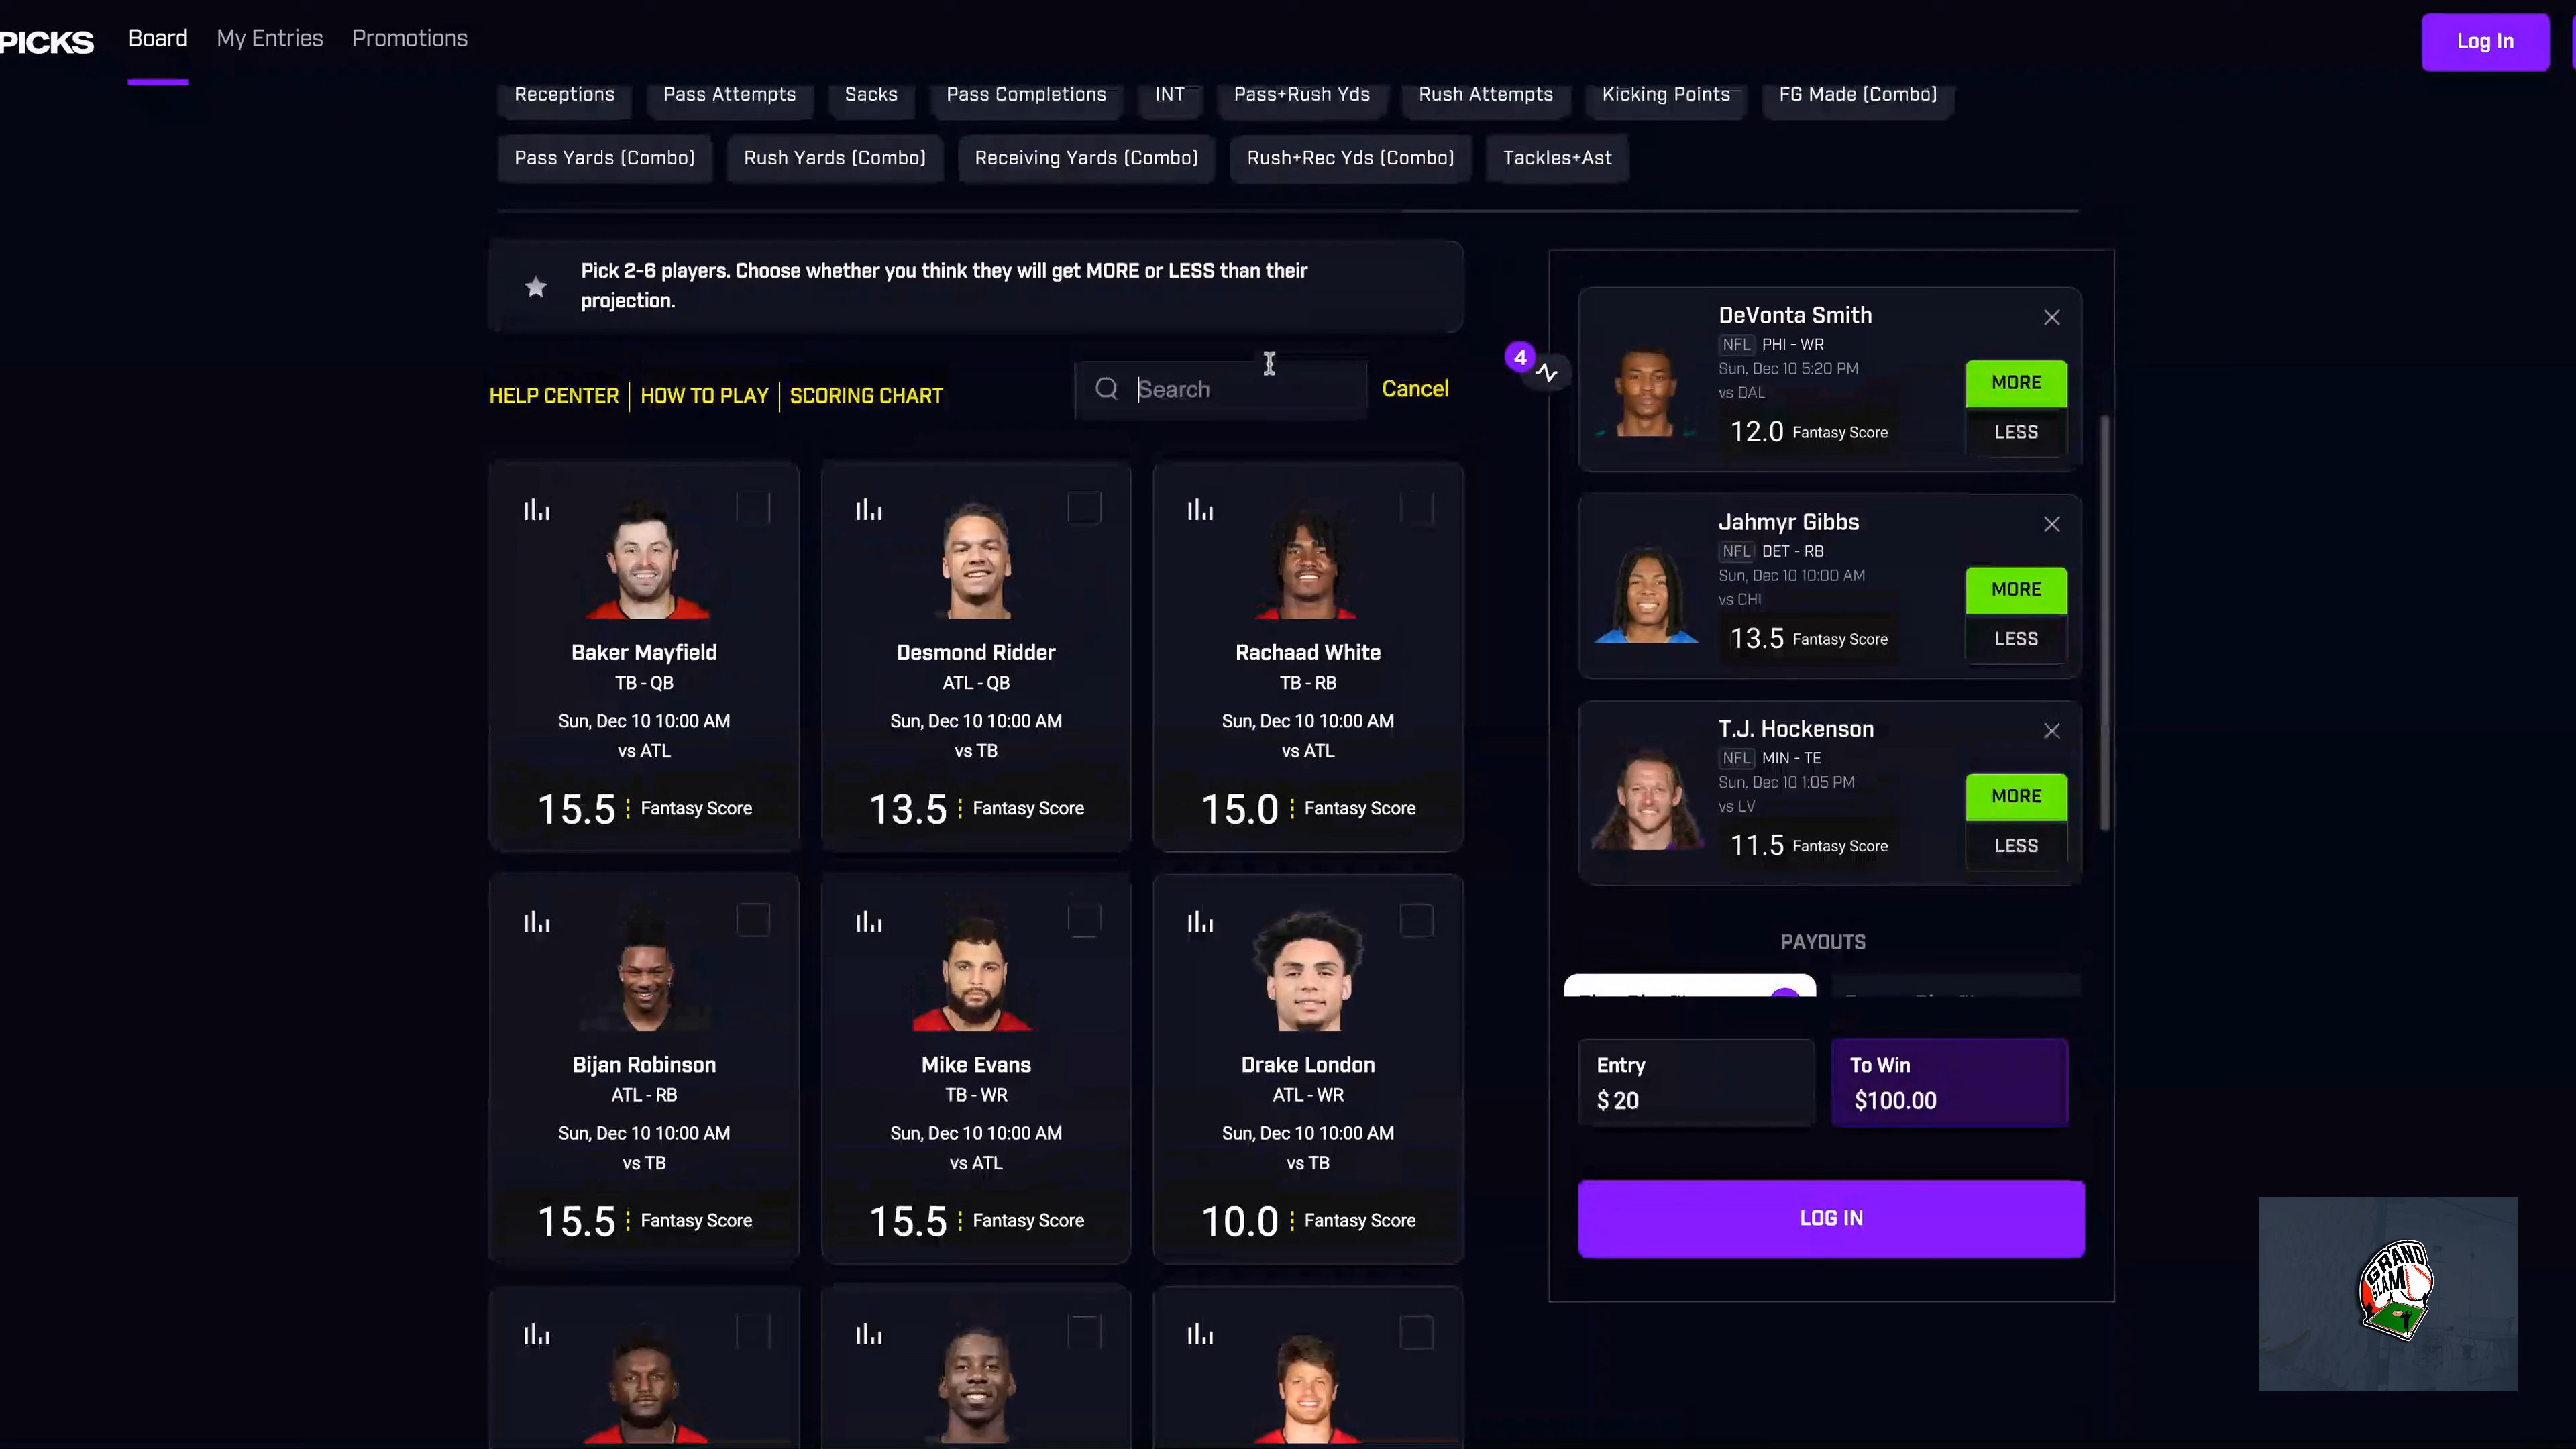 PICKS
Board
My Entries
Promotions
Log In
Receptions
Pass Attempts
Sacks
Pass Completions
INT
Pass+Rush Yds
Rush Attempts
Kicking Points
FG Made (Combo)
Pass Yards (Combo)
Rush Yards (Combo)
Receiving Yards (Combo)
Rush+Rec Yds (Combo)
Tackles+Ast
Pick 2-6 players. Choose whether you think they will get MORE or LESS than their
projection.
HELP CENTER
HOW TO PLAY
SCORING CHART
Search
Cancel
Baker Mayfield
TB - QB
Sun, Dec 10 10:00 AM
vs ATL
15.5 Fantasy Score
Desmond Ridder
ATL - QB
Sun, Dec 10 10:00 AM
vs TB
13.5 Fantasy Score
Rachaad White
TB - RB
Sun, Dec 10 10:00 AM
vs ATL
15.0 Fantasy Score
Bijan Robinson
ATL - RB
Sun, Dec 10 10:00 AM
vs TB
15.5 Fantasy Score
Mike Evans
TB - WR
Sun, Dec 10 10:00 AM
vs ATL
15.5 Fantasy Score
Drake London
ATL - WR
Sun, Dec 10 10:00 AM
vs TB
10.0 Fantasy Score
4
DeVonta Smith
NFL PHI - WR
Sun, Dec 10 5:20 PM
vs DAL
12.0 Fantasy Score
MORE
LESS
Jahmyr Gibbs
NFL DET - RB
Sun, Dec 10 10:00 AM
vs CHI
13.5 Fantasy Score
MORE
LESS
T.J. Hockenson
NFL MIN - TE
Sun, Dec 10 1:05 PM
vs LV
11.5 Fantasy Score
MORE
LESS
PAYOUTS
Entry
$ 20
To Win
$100.00
LOG IN
GRAND
SLAM